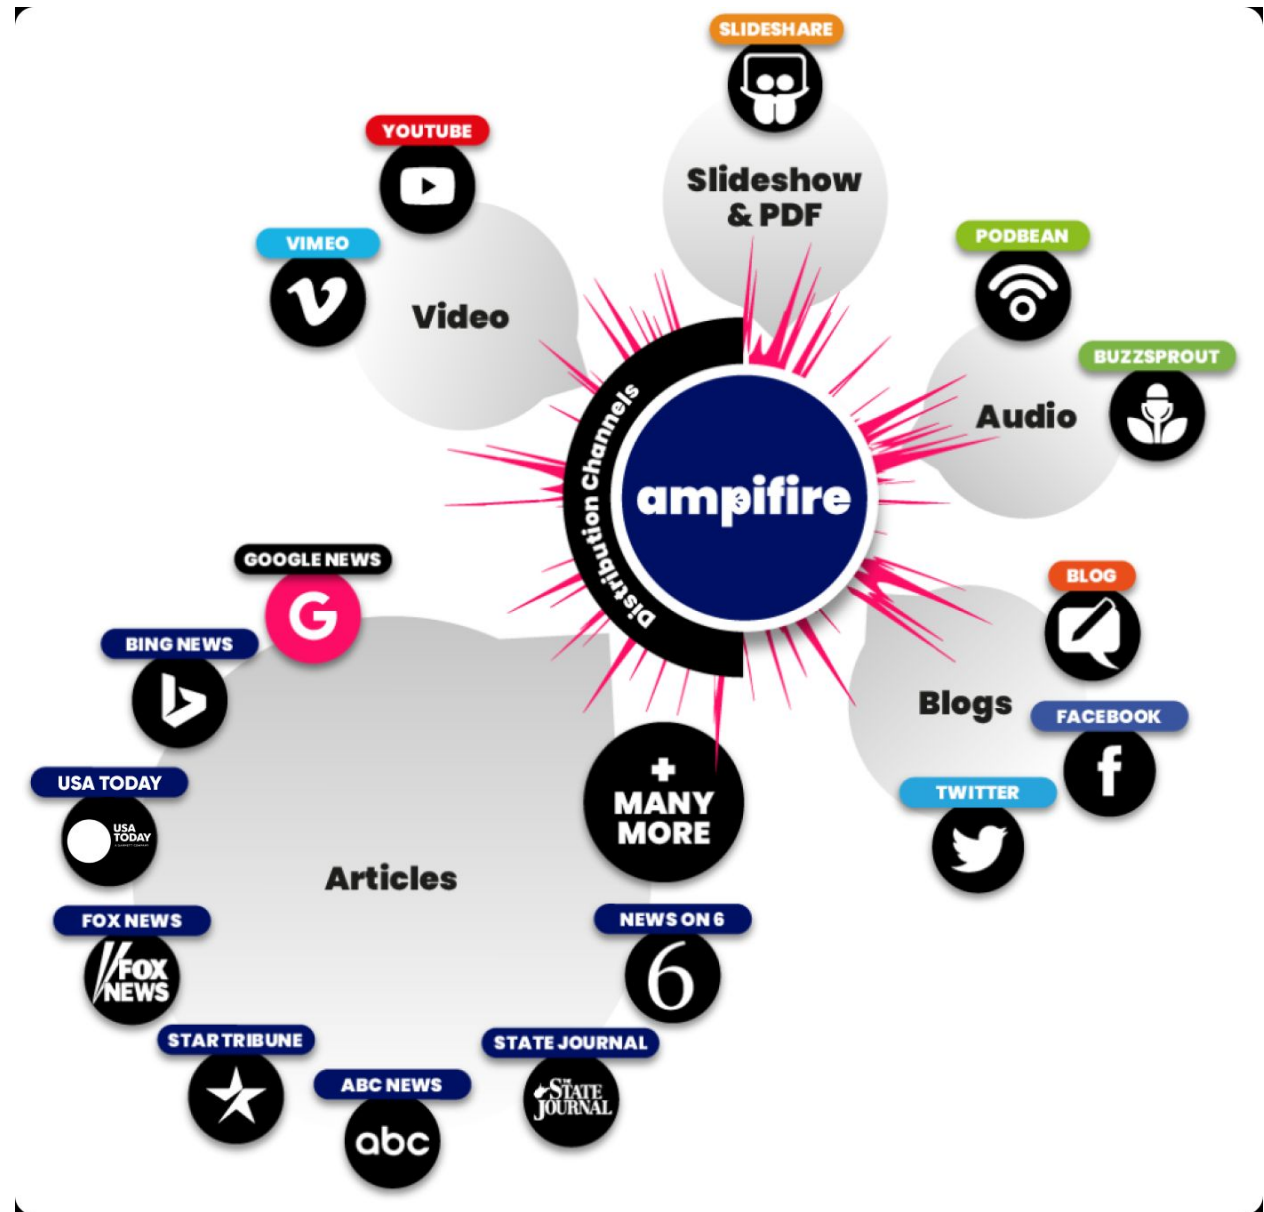 SLIDESHARE
Slideshow
& PDF
YOUTUBE
VIMEO
Video
PODBEAN
BUZZSPROUT
Audio
Distribution Channels
ampifire
BLOG
Blogs
FACEBOOK
TWITTER
GOOGLE NEWS
G
BING NEWS
USA TODAY
USA
TODAY
FOX NEWS
FOX
NEWS
STAR TRIBUNE
ABC NEWS
abc
STATE JOURNAL
THE
STATE
JOURNAL
NEWS ON 6
6
+
MANY
MORE
Articles